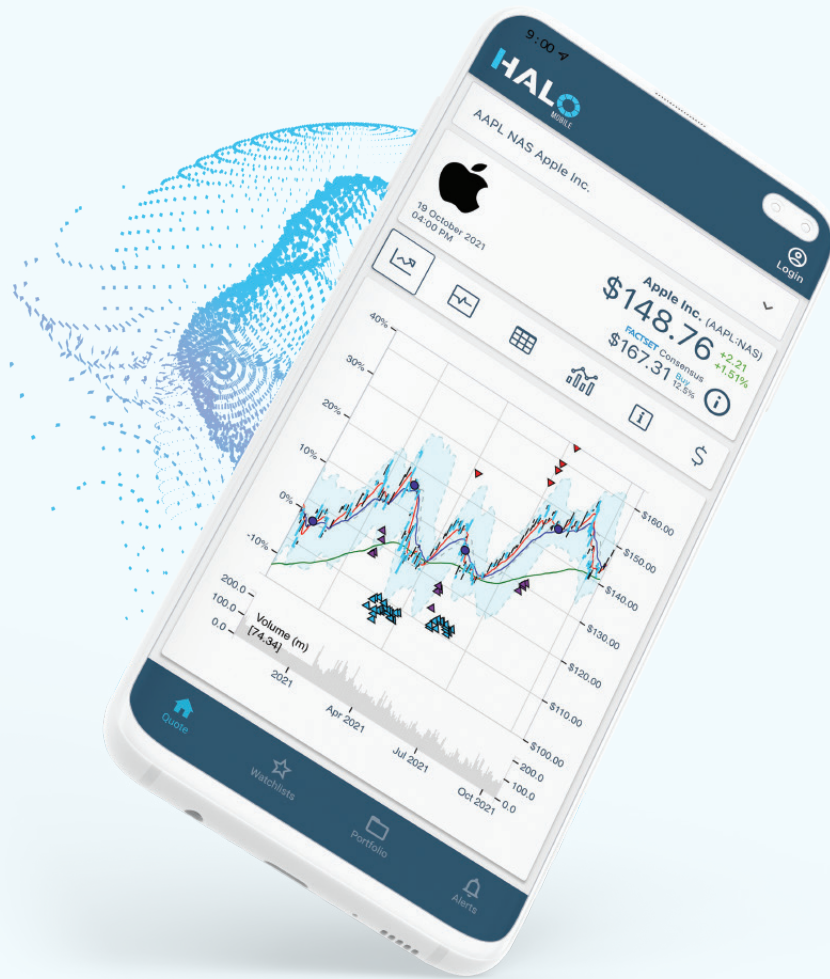 9:00
HALO
MOBILE
Login
AAPL NAS Apple Inc.
19 October 2021
04:00 PM
Apple Inc. (AAPL:NAS)
$148.76
+2.21
+1.51%
FACTSET Consensus
$167.31
Buy
12.5%
$
40%
30%
20%
10%
0%
-10%
$160.00
$150.00
$140.00
$130.00
$120.00
$110.00
$100.00
200.0
100.0
0.0
Volume (m)
[74.34]
200.0
100.0
0.0
2021
Apr 2021
Jul 2021
Oct 2021
Quote
Watchlists
Portfolio
Alerts